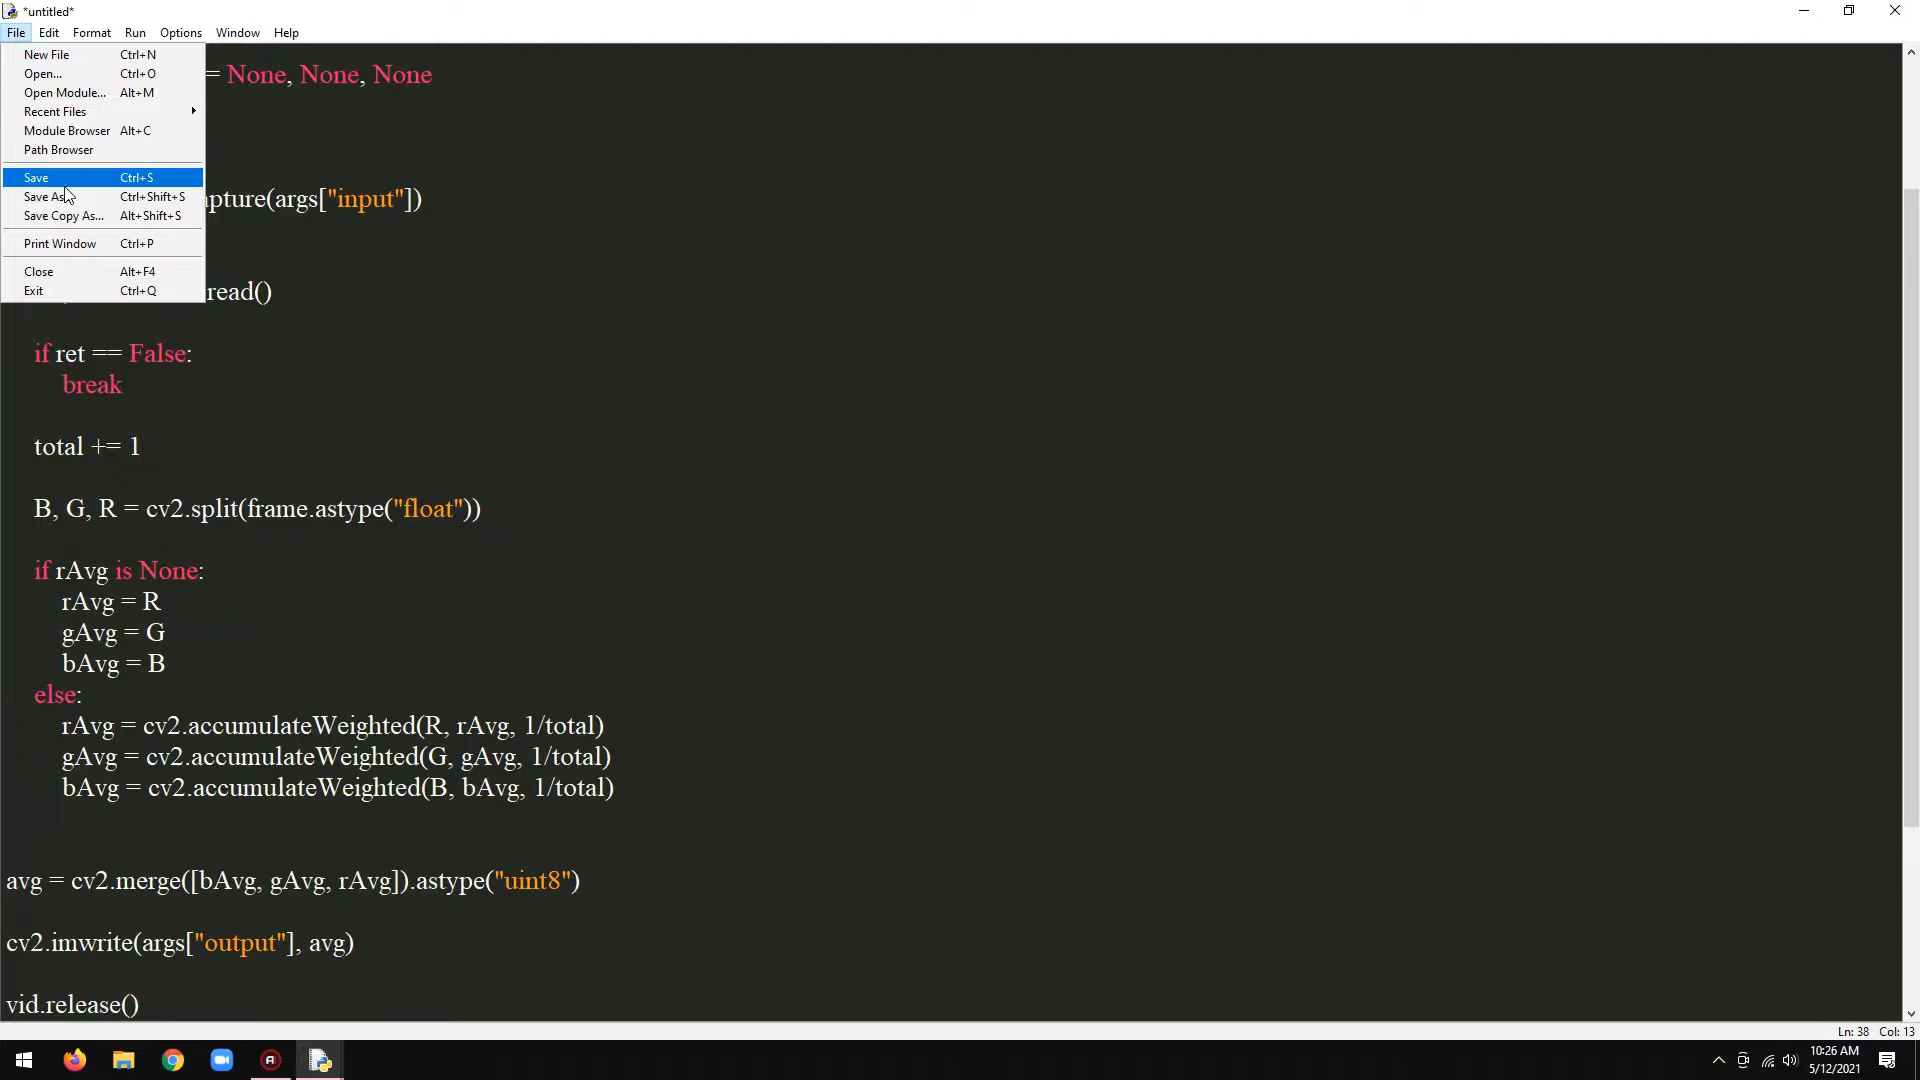 *untitled*
File Edit Format Run Options Window Help
New File Ctrl+N
Open... Ctrl+O
Open Module... Alt+M
Recent Files
Module Browser Alt+C
Path Browser
Save Ctrl+S
Save As Ctrl+Shift+S
Save Copy As... Alt+Shift+S
Print Window Ctrl+P
Close Alt+F4
Exit Ctrl+Q
= None, None, None
pture(args["input"])
read()
if ret == False:
break
total += 1
B, G, R = cv2.split(frame.astype("float"))
if rAvg is None:
rAvg = R
gAvg = G
bAvg = B
else:
rAvg = cv2.accumulateWeighted(R, rAvg, 1/total)
gAvg = cv2.accumulateWeighted(G, gAvg, 1/total)
bAvg = cv2.accumulateWeighted(B, bAvg, 1/total)
avg = cv2.merge([bAvg, gAvg, rAvg]).astype("uint8")
cv2.imwrite(args["output"], avg)
vid.release()
Ln: 38 Col: 13
10:26 AM
5/12/2021